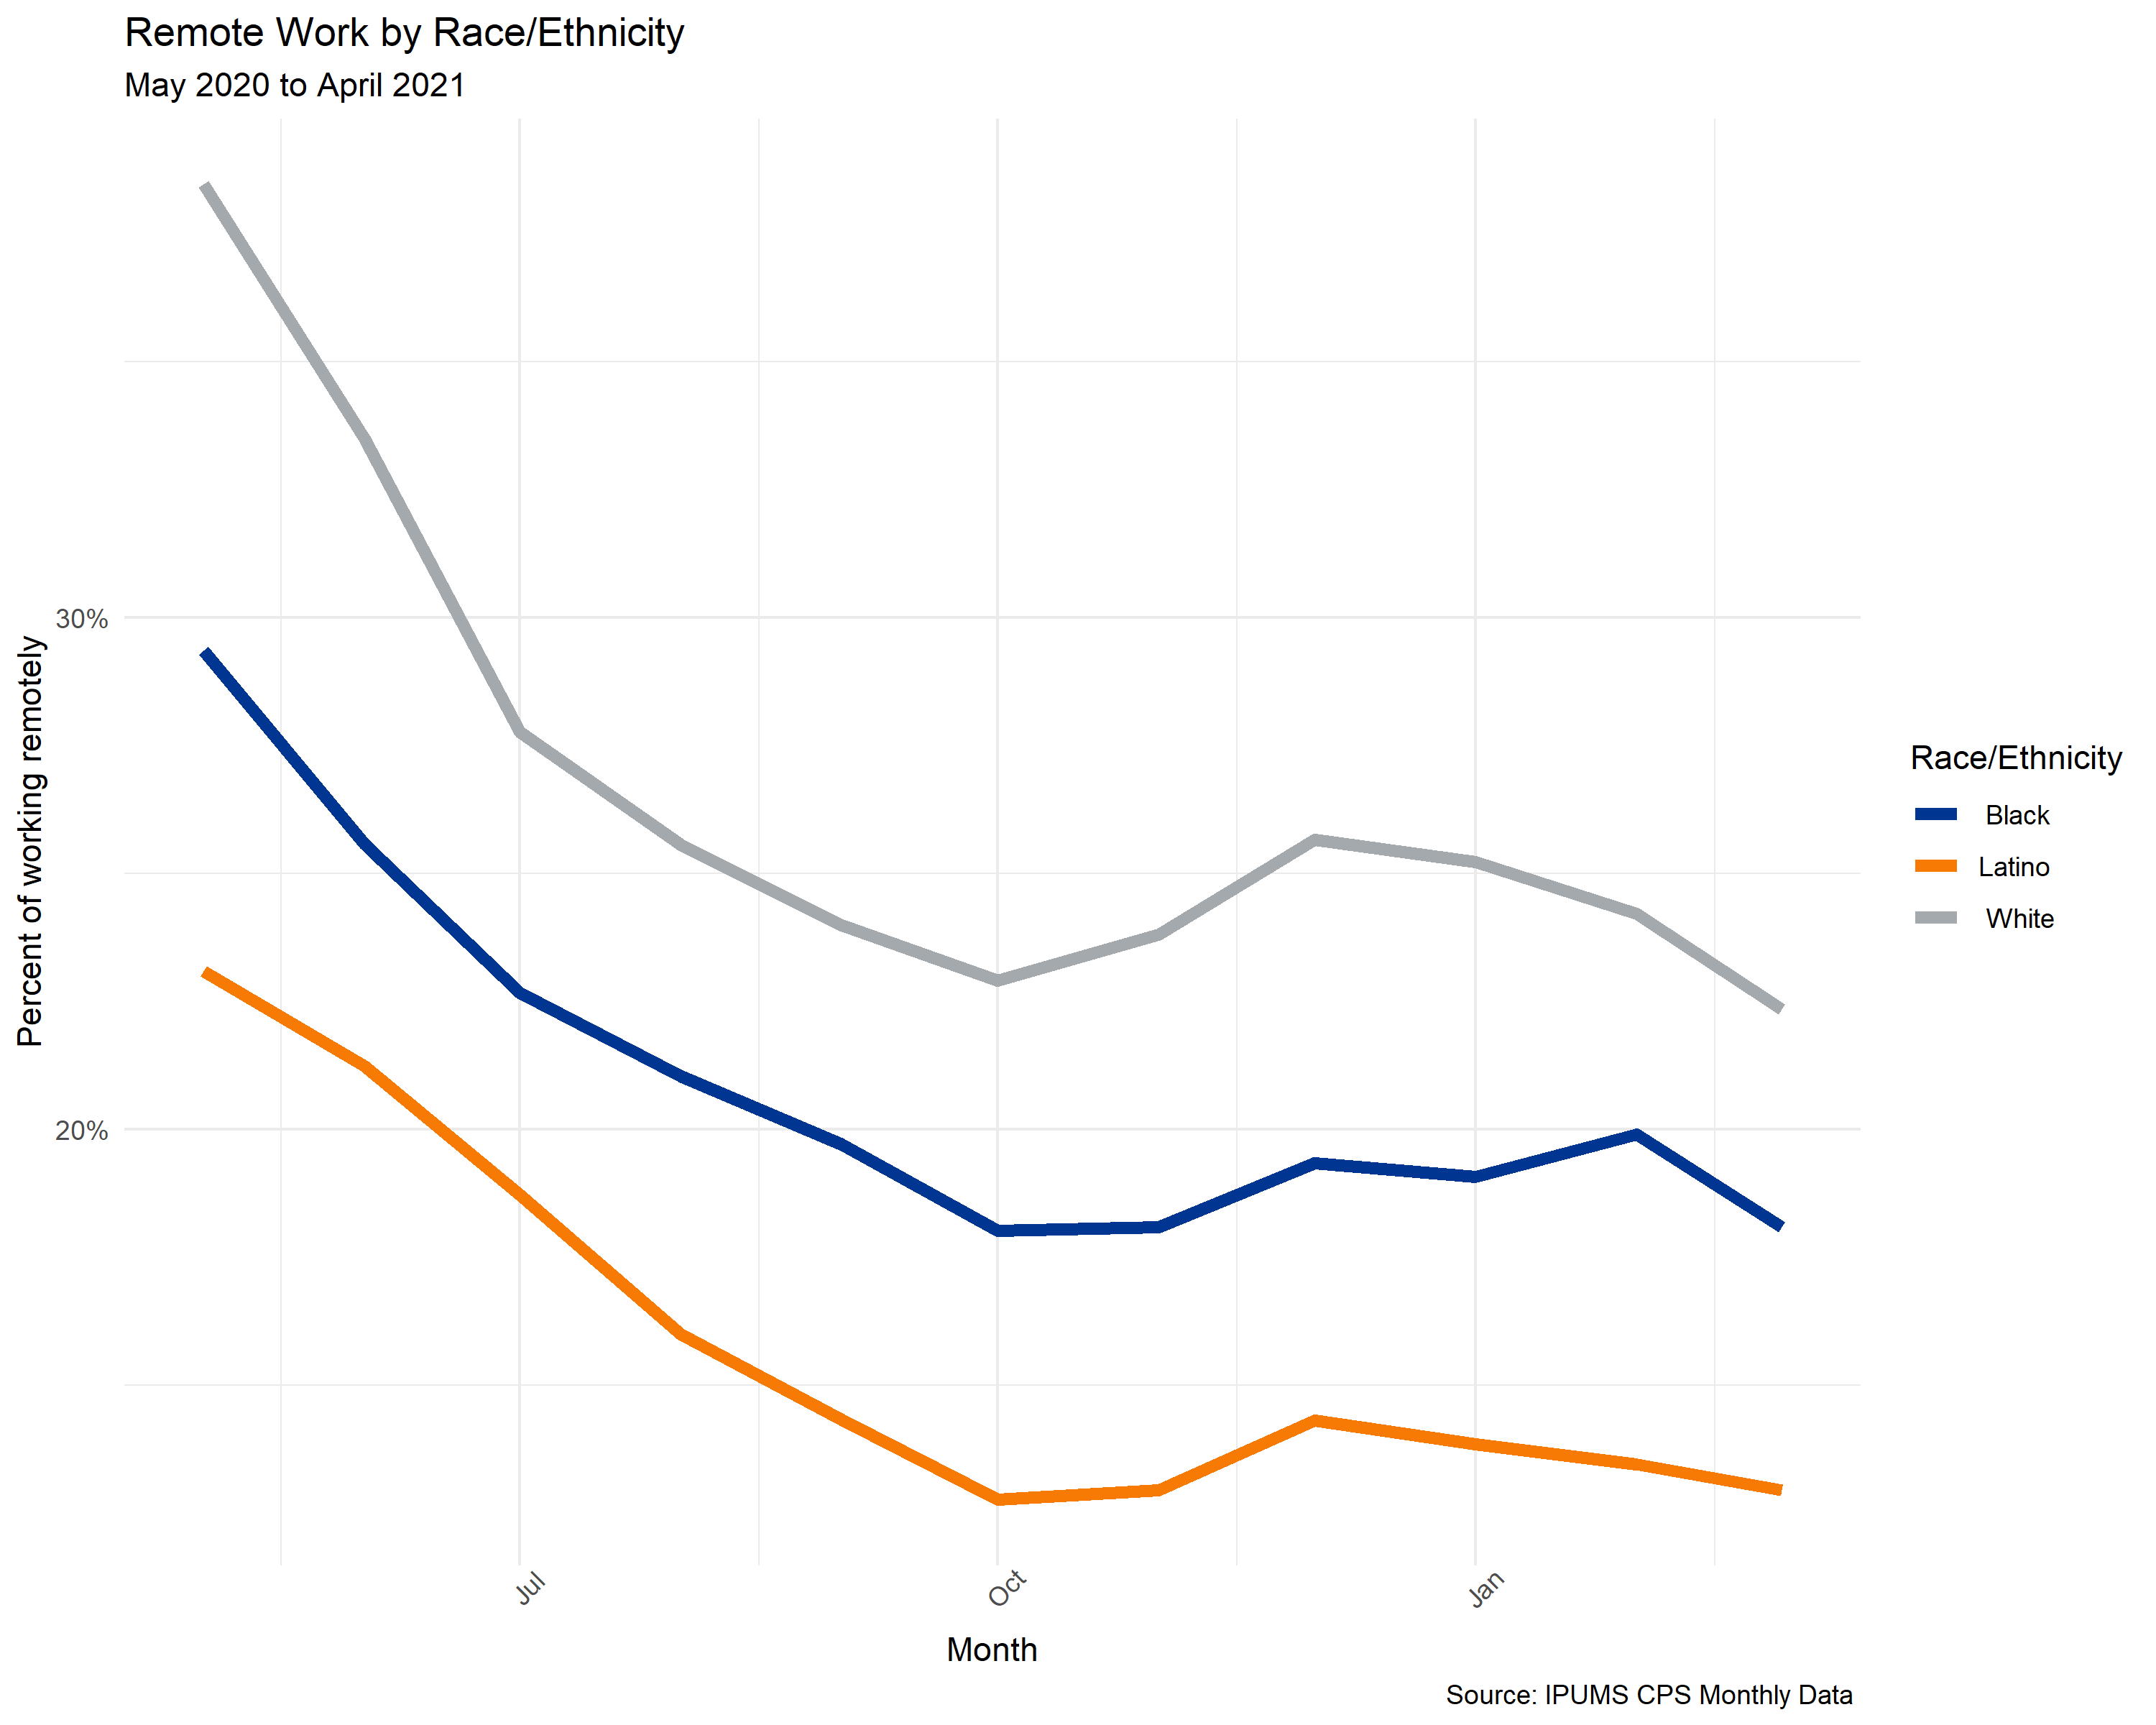 Remote Work by Race/Ethnicity
May 2020 to April 2021
Percent of working remotely
30%
20%
Jul
Oct
Jan
Month
Race/Ethnicity
Black
Latino
White
Source: IPUMS CPS Monthly Data